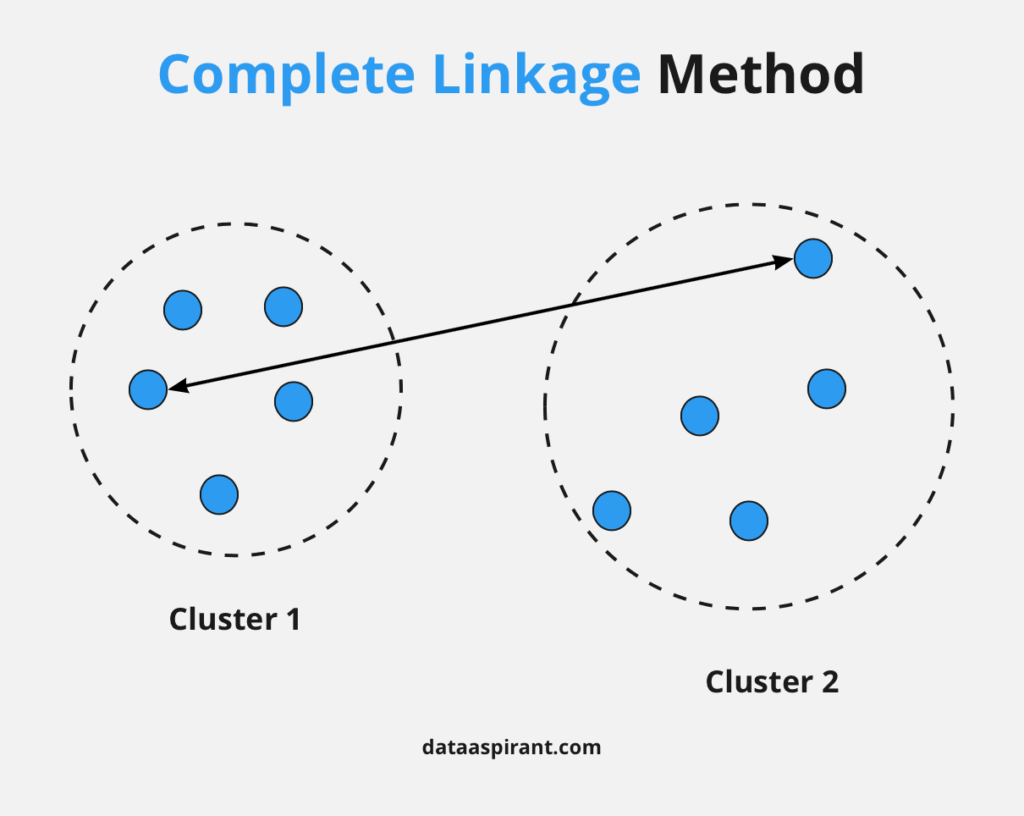 Complete Linkage Method
Cluster 1
Cluster 2
dataaspirant.com